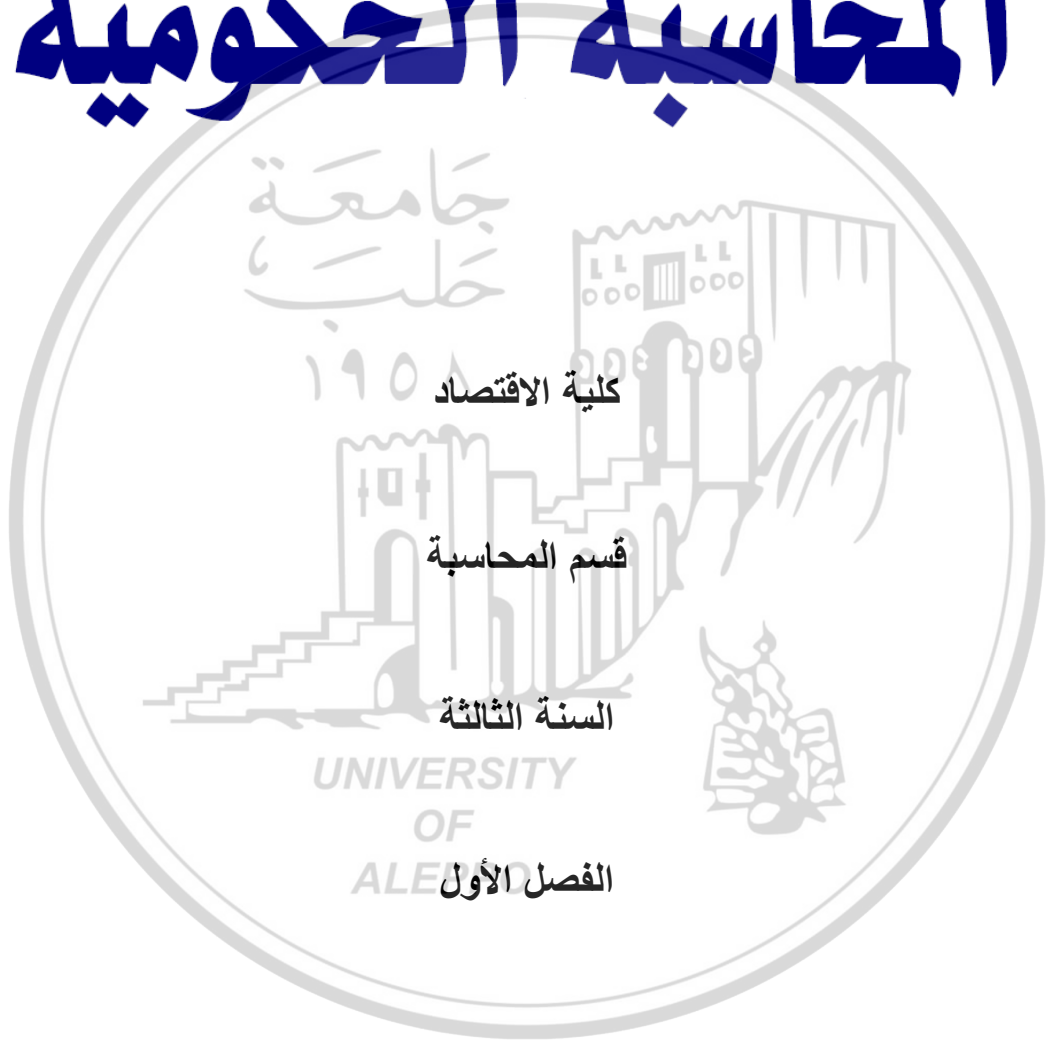 المحاسبة الحكومية
جامعة
حلب
١٩٥٨
كلية الاقتصاد
قسم المحاسبة
السنة الثالثة
UNIVERSITY
OF
ALEPPO
الفصل الأول